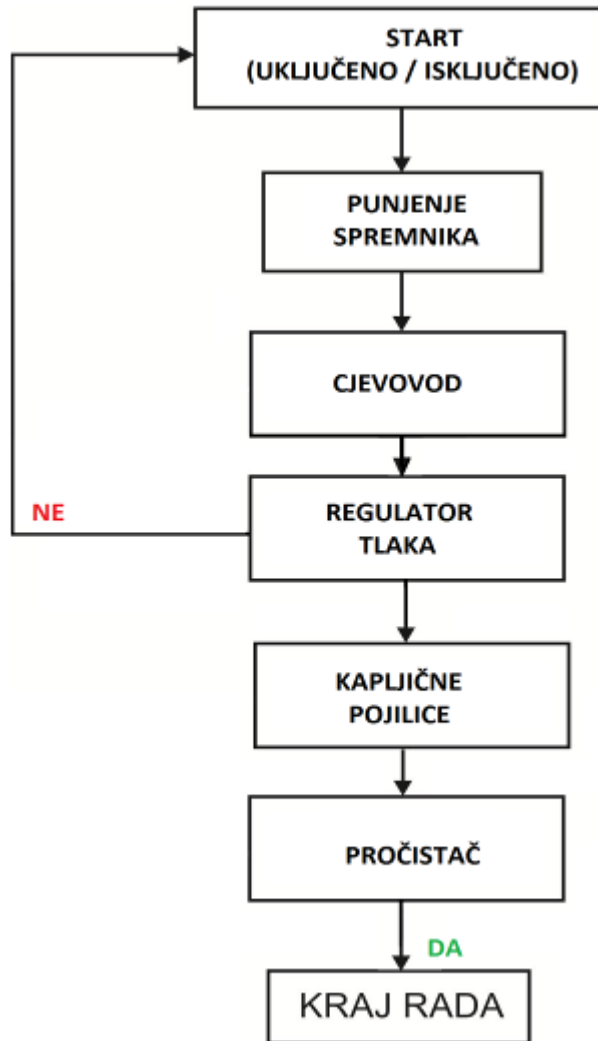 START
(UKLJUČENO / ISKLJUČENO)
PUNJENJE
SPREMNIKA
CJEVOVOD
NE
REGULATOR
TLAKA
KAPLJIČNE
POJILICE
PROČISTAČ
DA
KRAJ RADA